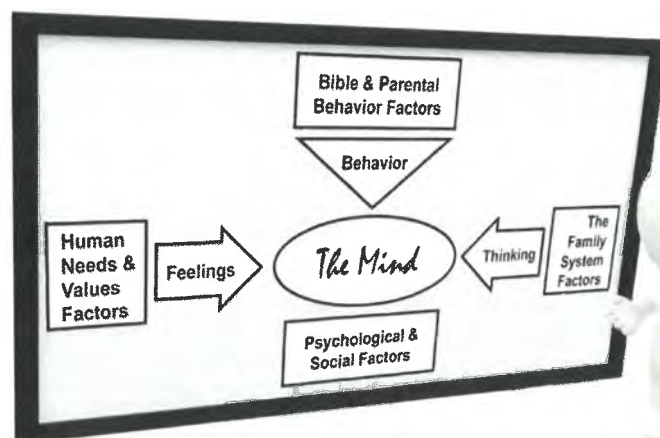 Bible & Parental
Behavior Factors
Behavior
Human
Needs &
Values
Factors
Feelings
The Mind
Thinking
The
Family
System
Factors
Psychological &
Social Factors